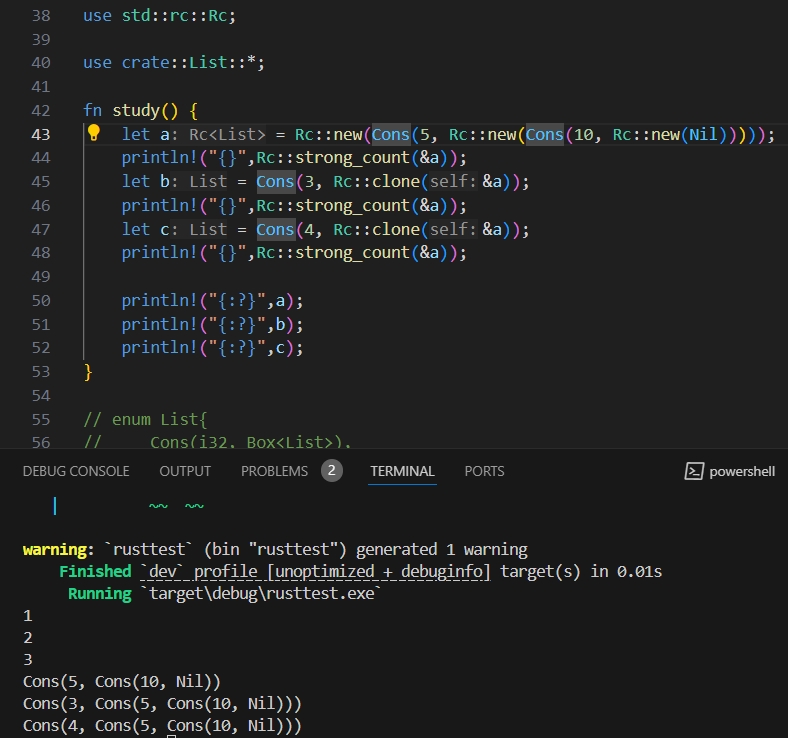 38 use std::rc::Rc;
39
40 use crate::List::*;
41
42 fn study() {
43 let a: Rc<List> = Rc::new(Cons(5, Rc::new(Cons(10, Rc::new(Nil)))));
44 println!("{}",Rc::strong_count(&a));
45 let b: List = Cons(3, Rc::clone(self: &a));
46 println!("{}",Rc::strong_count(&a));
47 let c: List = Cons(4, Rc::clone(self: &a));
48 println!("{}",Rc::strong_count(&a));
49
50 println!("{:?}",a);
51 println!("{:?}",b);
52 println!("{:?}",c);
53 }
54
55 // enum List{
56 // Cons(i32, Box<List>),
DEBUG CONSOLE OUTPUT PROBLEMS 2 TERMINAL PORTS powershell
| ~~ ~~
warning: `rusttest` (bin "rusttest") generated 1 warning
Finished `dev` profile [unoptimized + debuginfo] target(s) in 0.01s
Running `target\debug\rusttest.exe`
1
2
3
Cons(5, Cons(10, Nil))
Cons(3, Cons(5, Cons(10, Nil)))
Cons(4, Cons(5, Cons(10, Nil)))